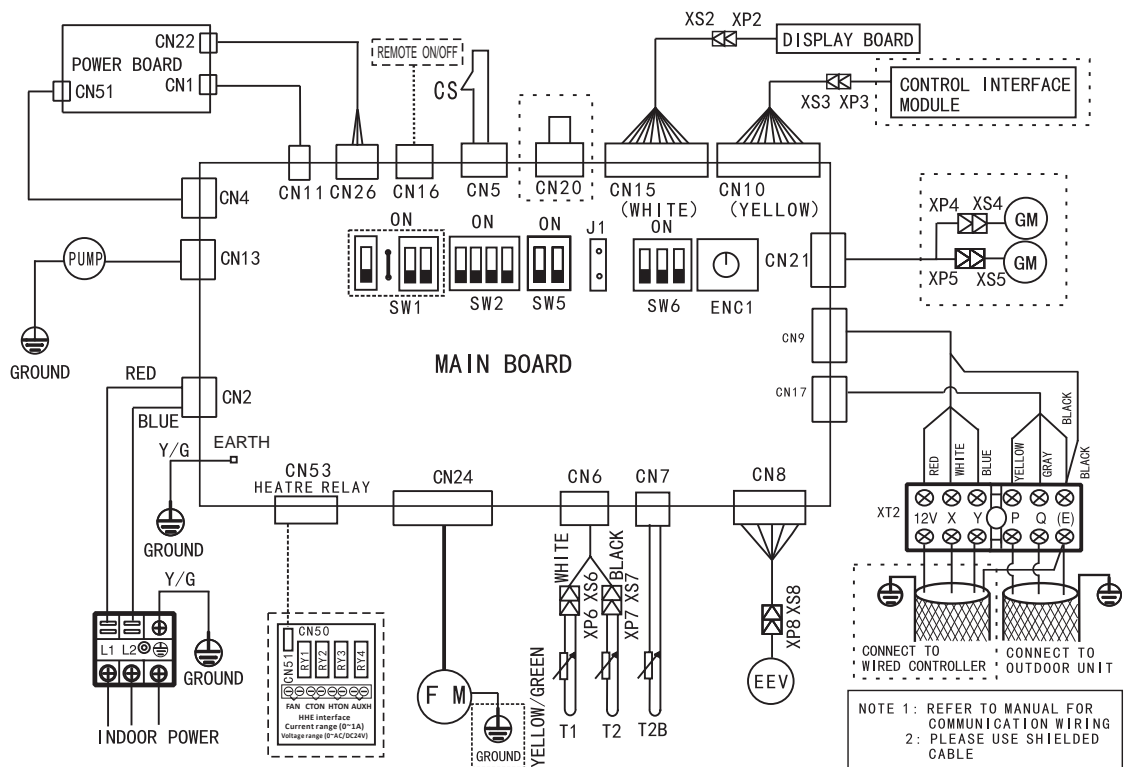 XS2 XP2
DISPLAY BOARD
CN22
POWER BOARD
CN1
CN51
REMOTE ON/OFF
CS
XS3 XP3
CONTROL INTERFACE
MODULE
CN4
CN11
CN26
CN16
CN5
CN20
CN15
(WHITE)
CN10
(YELLOW)
XP4 XS4
GM
XP5 XS5
GM
PUMP
CN13
CN21
ON
SW1
ON
SW2
ON
SW5
J1
ON
SW6
ENC1
GROUND
CN9
MAIN BOARD
RED
CN2
BLUE
CN17
Y/G
EARTH
GROUND
CN53
HEATRE RELAY
CN24
CN6
CN7
CN8
RED
WHITE
BLUE
YELLOW
GRAY
BLACK
BLACK
XT2
12V X Y P Q (E)
Y/G
GROUND
L1 L2
INDOOR POWER
CN50
CN51
RY1
RY2
RY3
RY4
FAN CTON HTON AUXH
HHE interface
Current range (0~1A)
Voltage range (0~AC/DC24V)
FM
GROUND
YELLOW/GREEN
WHITE
BLACK
XP6 XS6
XP7 XS7
T1 T2 T2B
XP8 XS8
EEV
CONNECT TO
WIRED CONTROLLER
CONNECT TO
OUTDOOR UNIT
NOTE 1: REFER TO MANUAL FOR
COMMUNICATION WIRING
2: PLEASE USE SHIELDED
CABLE